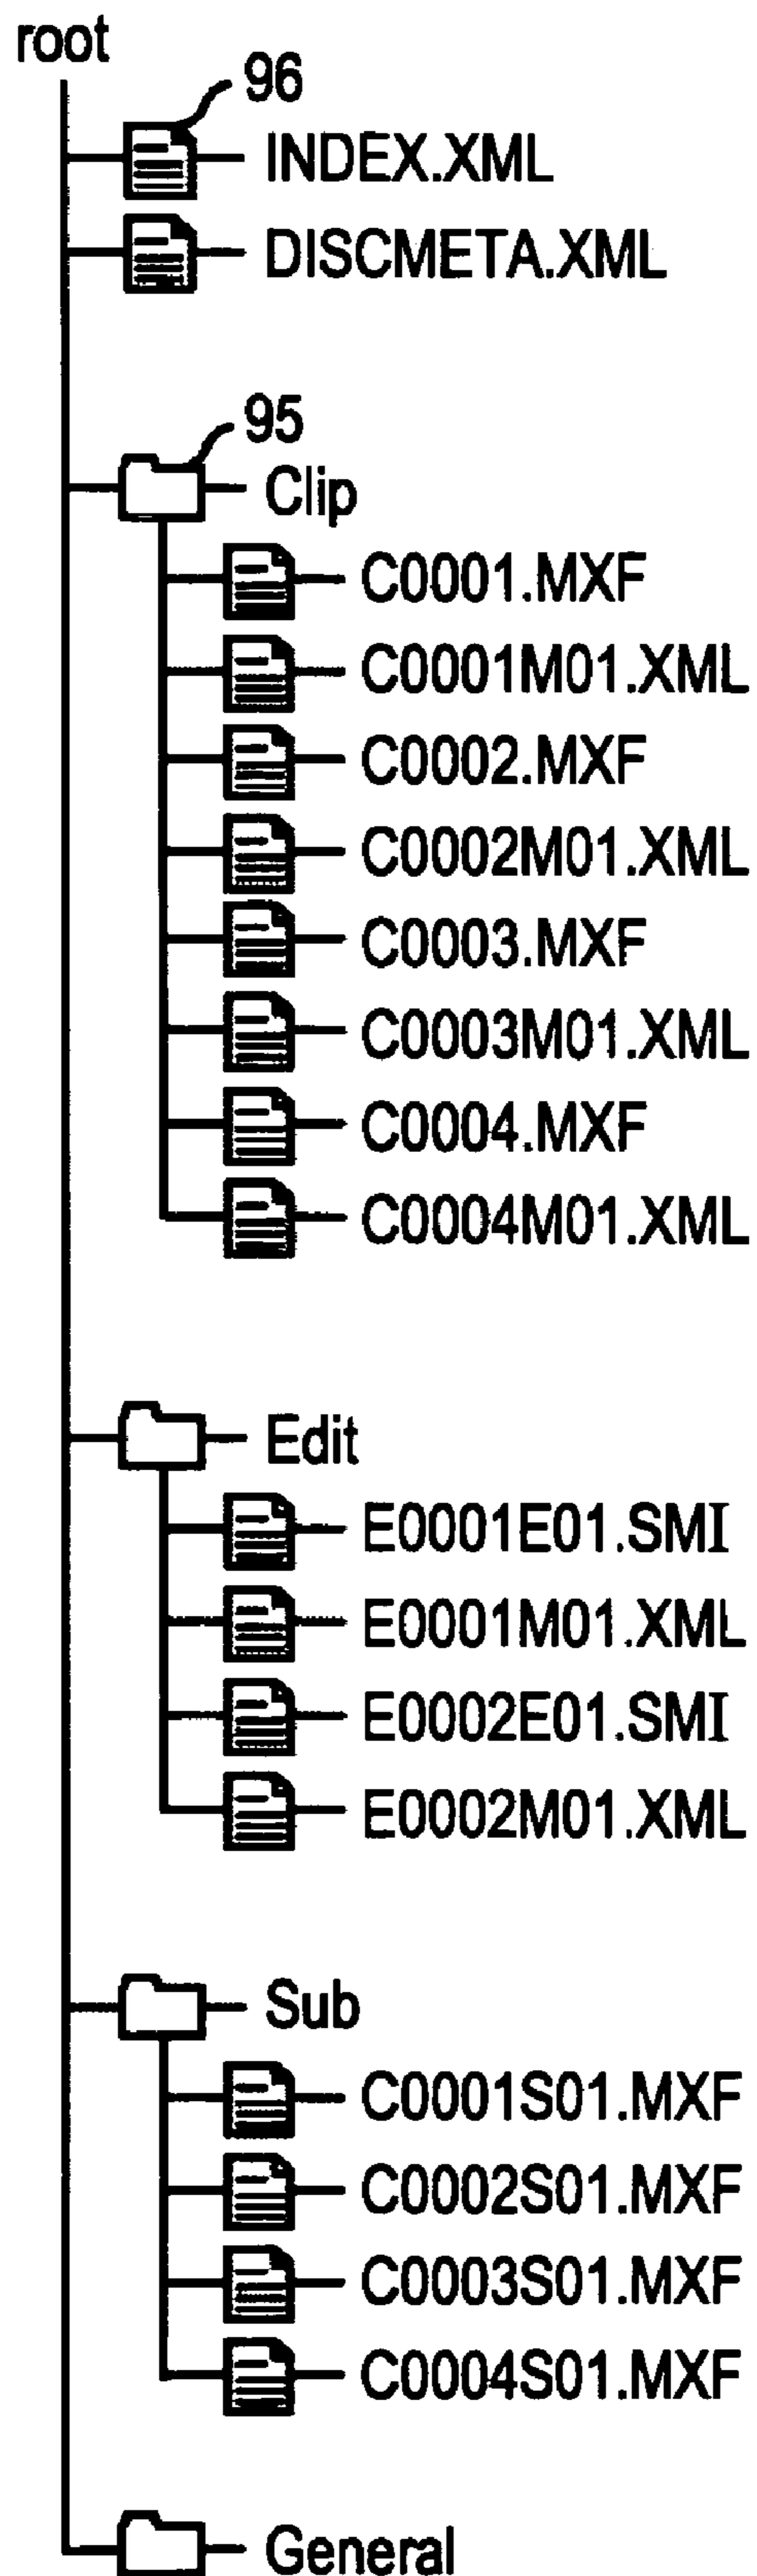 root
96
INDEX.XML
DISCMETA.XML
95
Clip
C0001.MXF
C0001M01.XML
C0002.MXF
C0002M01.XML
C0003.MXF
C0003M01.XML
C0004.MXF
C0004M01.XML
Edit
E0001E01.SMI
E0001M01.XML
E0002E01.SMI
E0002M01.XML
Sub
C0001S01.MXF
C0002S01.MXF
C0003S01.MXF
C0004S01.MXF
General